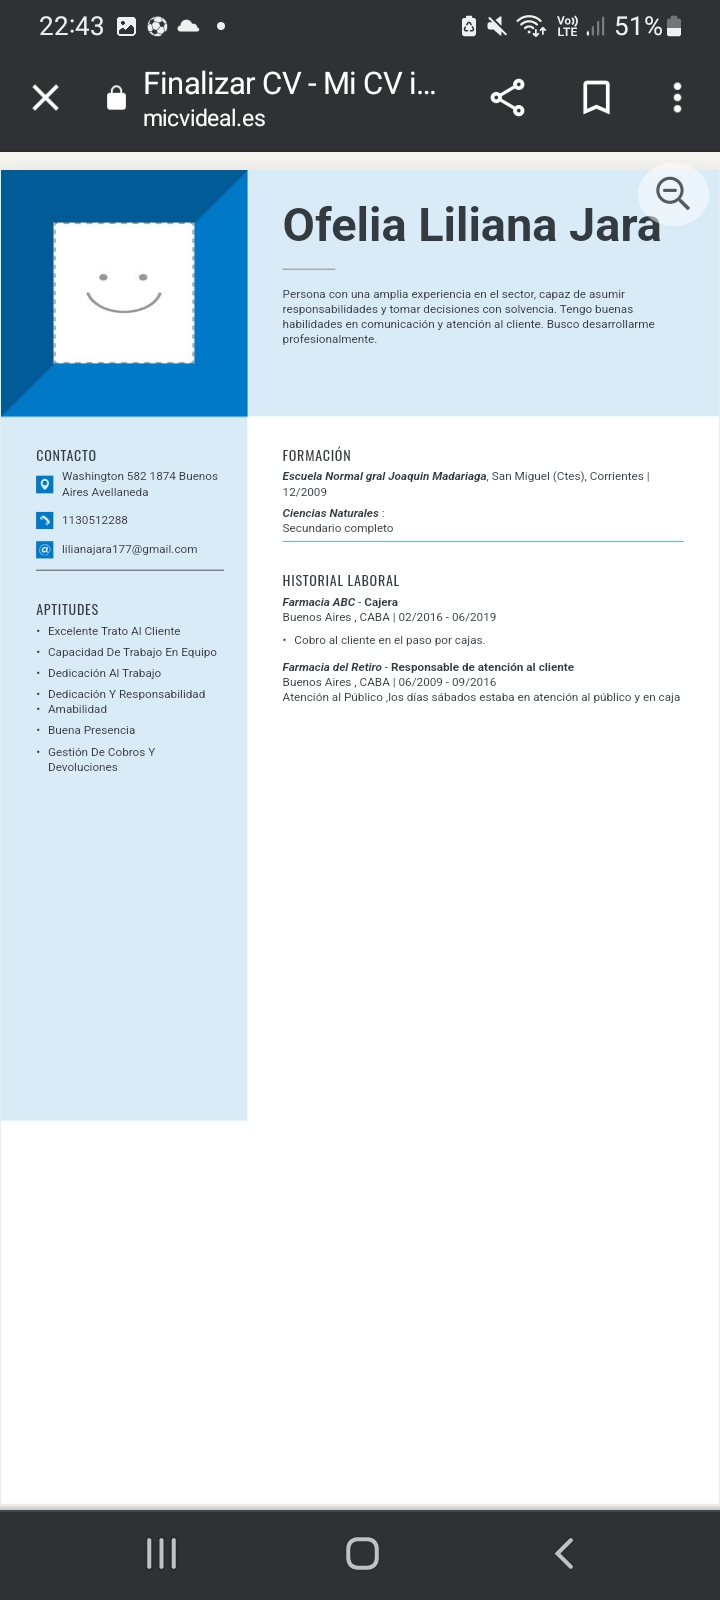 22:43
Vo))
LTE
51%
Finalizar CV - Mi CV i...
micvideal.es
Ofelia Liliana Jara
Persona con una amplia experiencia en el sector, capaz de asumir
responsabilidades y tomar decisiones con solvencia. Tengo buenas
habilidades en comunicación y atención al cliente. Busco desarrollarme
profesionalmente.
CONTACTO
Washington 582 1874 Buenos
Aires Avellaneda
1130512288
lilianajara177@gmail.com
APTITUDES
• Excelente Trato Al Cliente
• Capacidad De Trabajo En Equipo
• Dedicación Al Trabajo
• Dedicación Y Responsabilidad
• Amabilidad
• Buena Presencia
• Gestión De Cobros Y
Devoluciones
FORMACIÓN
Escuela Normal gral Joaquin Madariaga, San Miguel (Ctes), Corrientes |
12/2009
Ciencias Naturales :
Secundario completo
HISTORIAL LABORAL
Farmacia ABC - Cajera
Buenos Aires , CABA | 02/2016 - 06/2019
• Cobro al cliente en el paso por cajas.
Farmacia del Retiro - Responsable de atención al cliente
Buenos Aires , CABA | 06/2009 - 09/2016
Atención al Público ,los días sábados estaba en atención al público y en caja